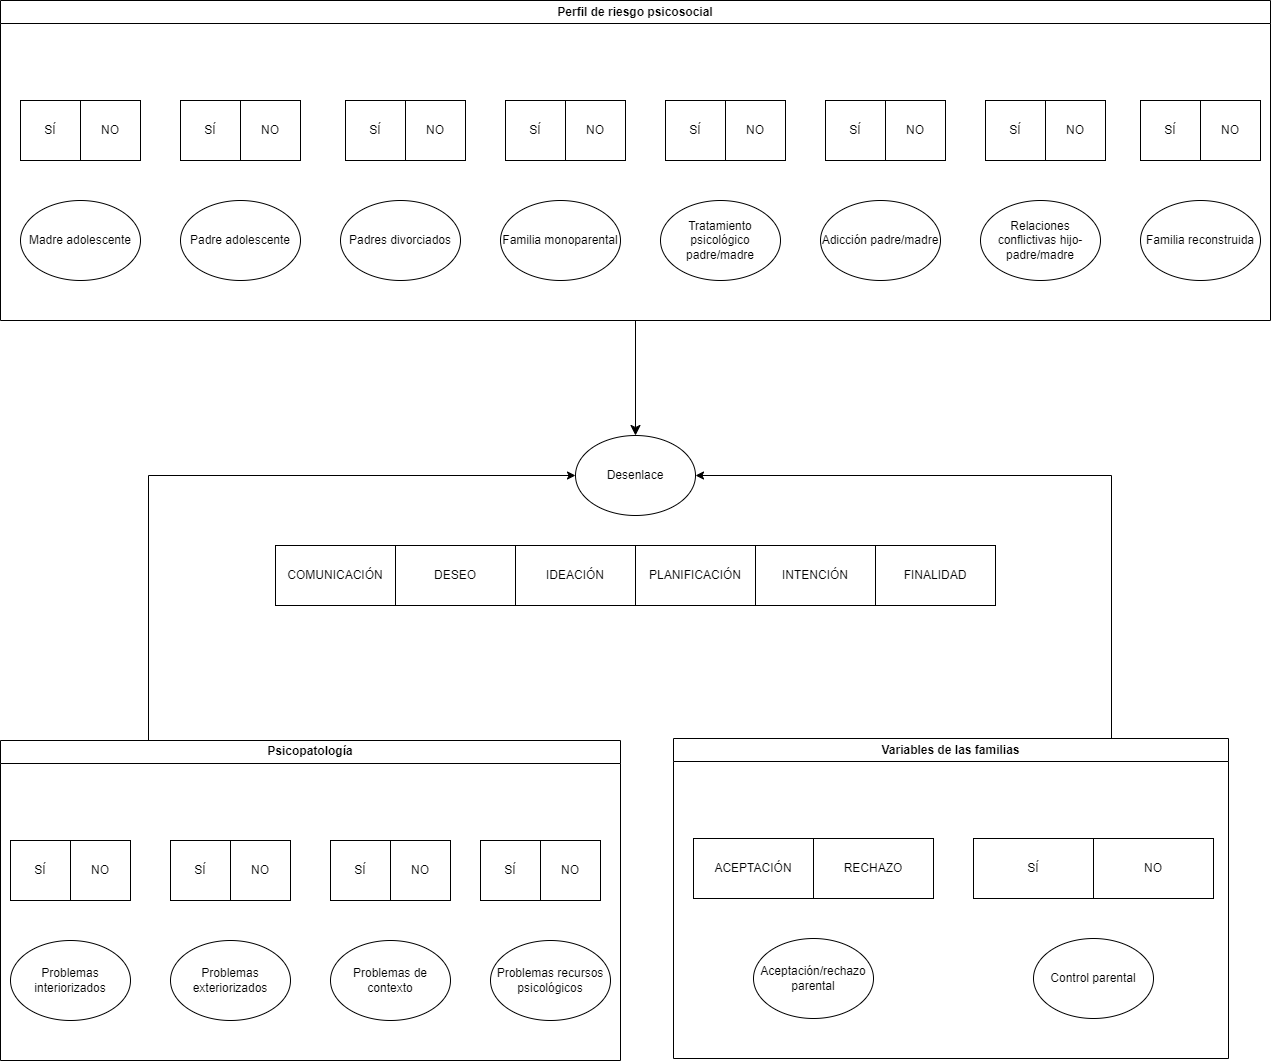 Perfil de riesgo psicosocial
SÍ NO SÍ NO SÍ NO SÍ NO SÍ NO SÍ NO SÍ NO SÍ NO
Madre adolescente
Padre adolescente
Padres divorciados
Familia monoparental
Tratamiento
psicológico
padre/madre
Adicción padre/madre
Relaciones
conflictivas hijo-
padre/madre
Familia reconstruida
Desenlace
COMUNICACIÓN DESEO IDEACIÓN PLANIFICACIÓN INTENCIÓN FINALIDAD
Psicopatología
SÍ NO SÍ NO SÍ NO SÍ NO
Problemas
interiorizados
Problemas
exteriorizados
Problemas de
contexto
Problemas recursos
psicológicos
Variables de las familias
ACEPTACIÓN RECHAZO SÍ NO
Aceptación/rechazo
parental
Control parental